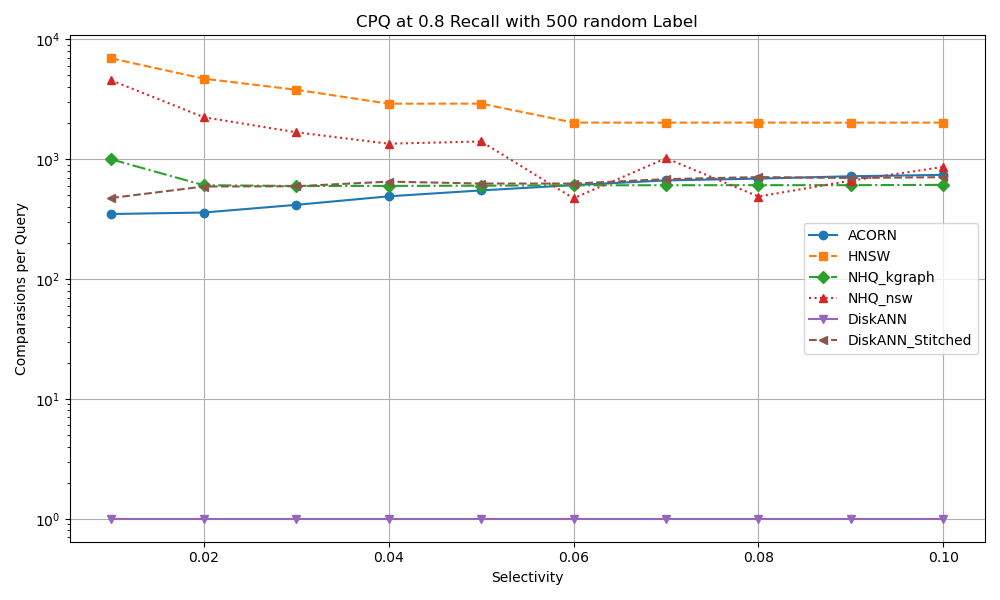 CPQ at 0.8 Recall with 500 random Label
Comparasions per Query
10⁴
10³
10²
10¹
10⁰
ACORN
HNSW
NHQ_kgraph
NHQ_nsw
DiskANN
DiskANN_Stitched
0.02 0.04 0.06 0.08 0.10
Selectivity